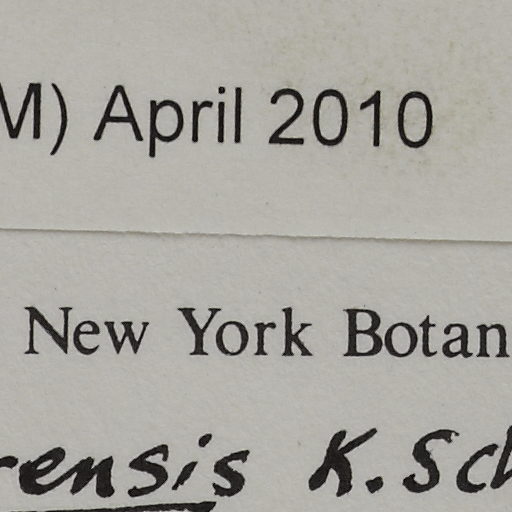 M) April 2010
New York Botan
rensis K.Sch